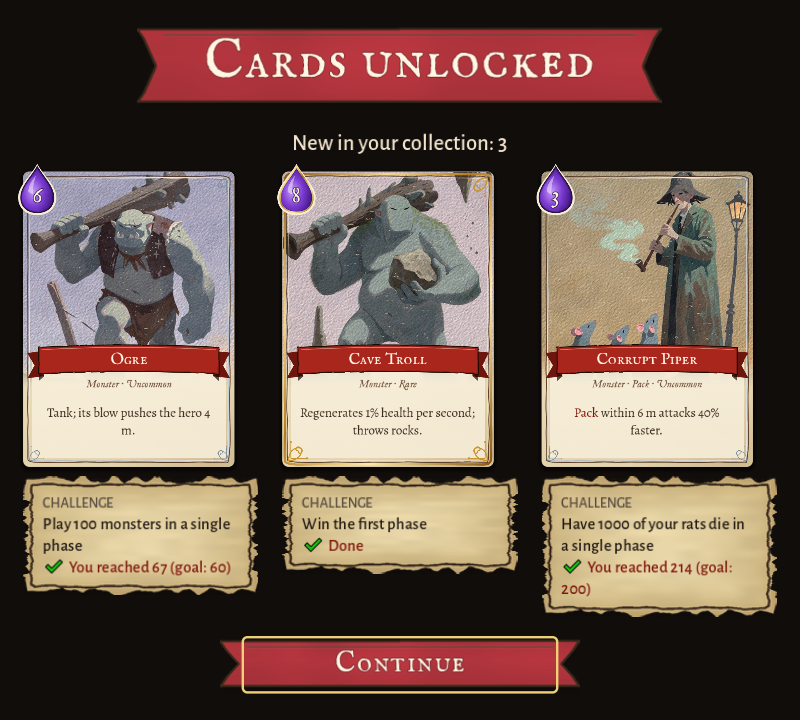 Cards unlocked
New in your collection: 3
6
Ogre
Monster · Uncommon
Tank; its blow pushes the hero 4
m.
CHALLENGE
Play 100 monsters in a single
phase
You reached 67 (goal: 60)
8
Cave Troll
Monster · Rare
Regenerates 1% health per second;
throws rocks.
CHALLENGE
Win the first phase
Done
3
Corrupt Piper
Monster · Pack · Uncommon
Pack within 6 m attacks 40%
faster.
CHALLENGE
Have 1000 of your rats die in
a single phase
You reached 214 (goal:
200)
Continue